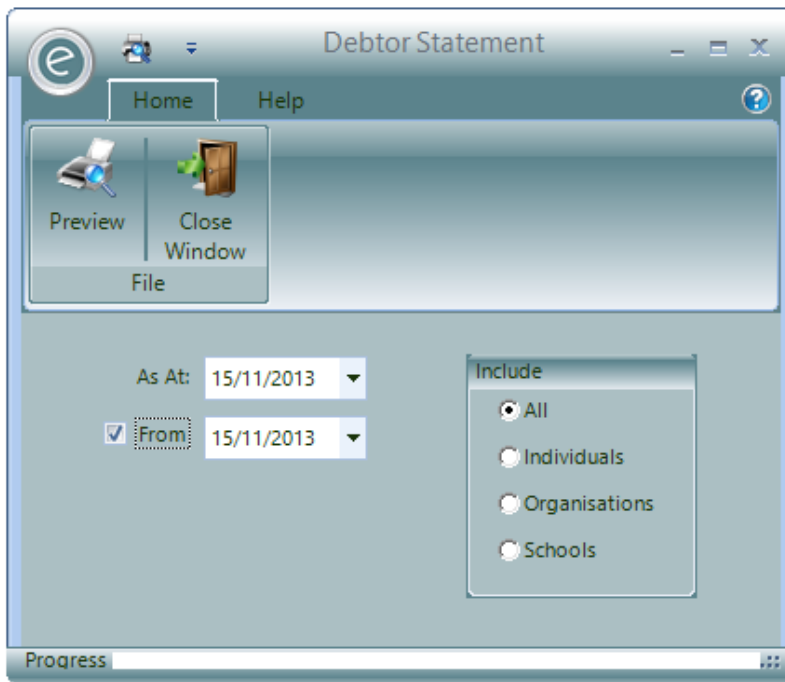 e
Debtor Statement
Home Help
Preview
Close
Window
File
As At: 15/11/2013
From 15/11/2013
Include
All
Individuals
Organisations
Schools
Progress